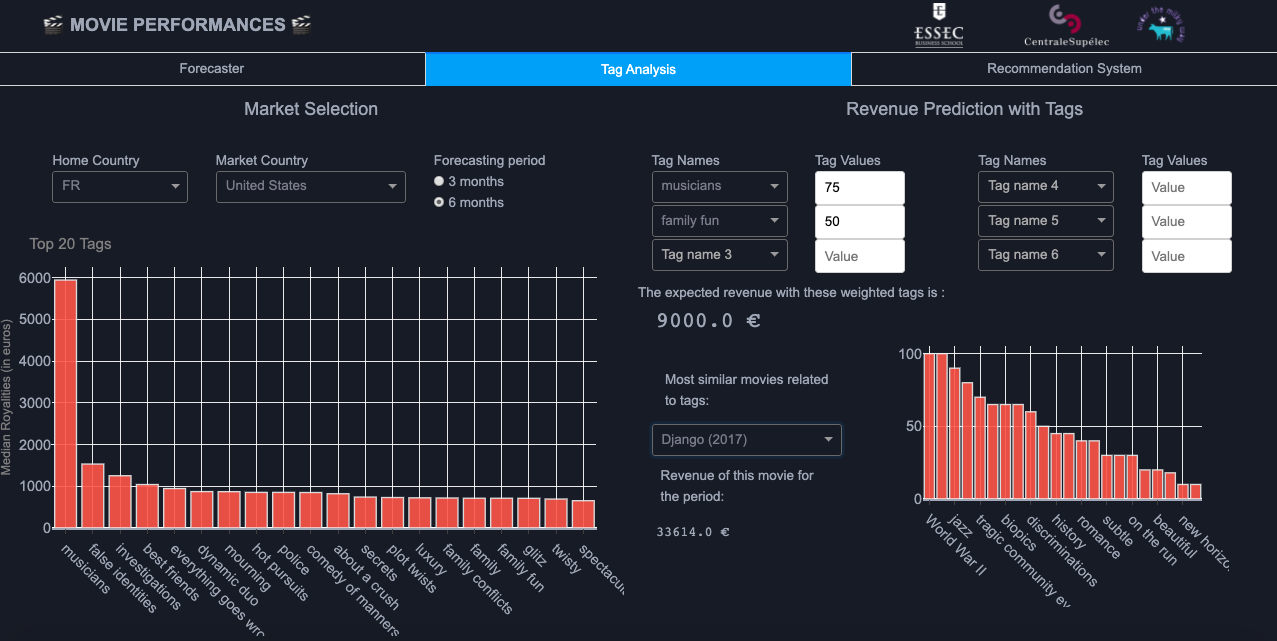 MOVIE PERFORMANCES
ESSEC
BUSINESS SCHOOL
CentraleSupélec
under the milky way
Forecaster
Tag Analysis
Recommendation System
Market Selection
Home Country
FR
Market Country
United States
Forecasting period
3 months
6 months
Top 20 Tags
Median Royalities (in euros)
6000
5000
4000
3000
2000
1000
0
musicians
false identities
investigations
best friends
everything goes wro
dynamic duo
mourning
hot pursuits
police
comedy of manners
about a crush
secrets
plot twists
luxury
family conflicts
family
family fun
glitz
twisty
spectacul
Revenue Prediction with Tags
Tag Names
Tag Values
musicians
75
family fun
50
Tag name 3
Value
Tag Names
Tag Values
Tag name 4
Value
Tag name 5
Value
Tag name 6
Value
The expected revenue with these weighted tags is :
9000.0 €
Most similar movies related
to tags:
Django (2017)
Revenue of this movie for
the period:
33614.0 €
100
50
0
World War II
jazz
tragic community ev
biopics
discriminations
history
romance
subtle
on the run
beautiful
new horizo